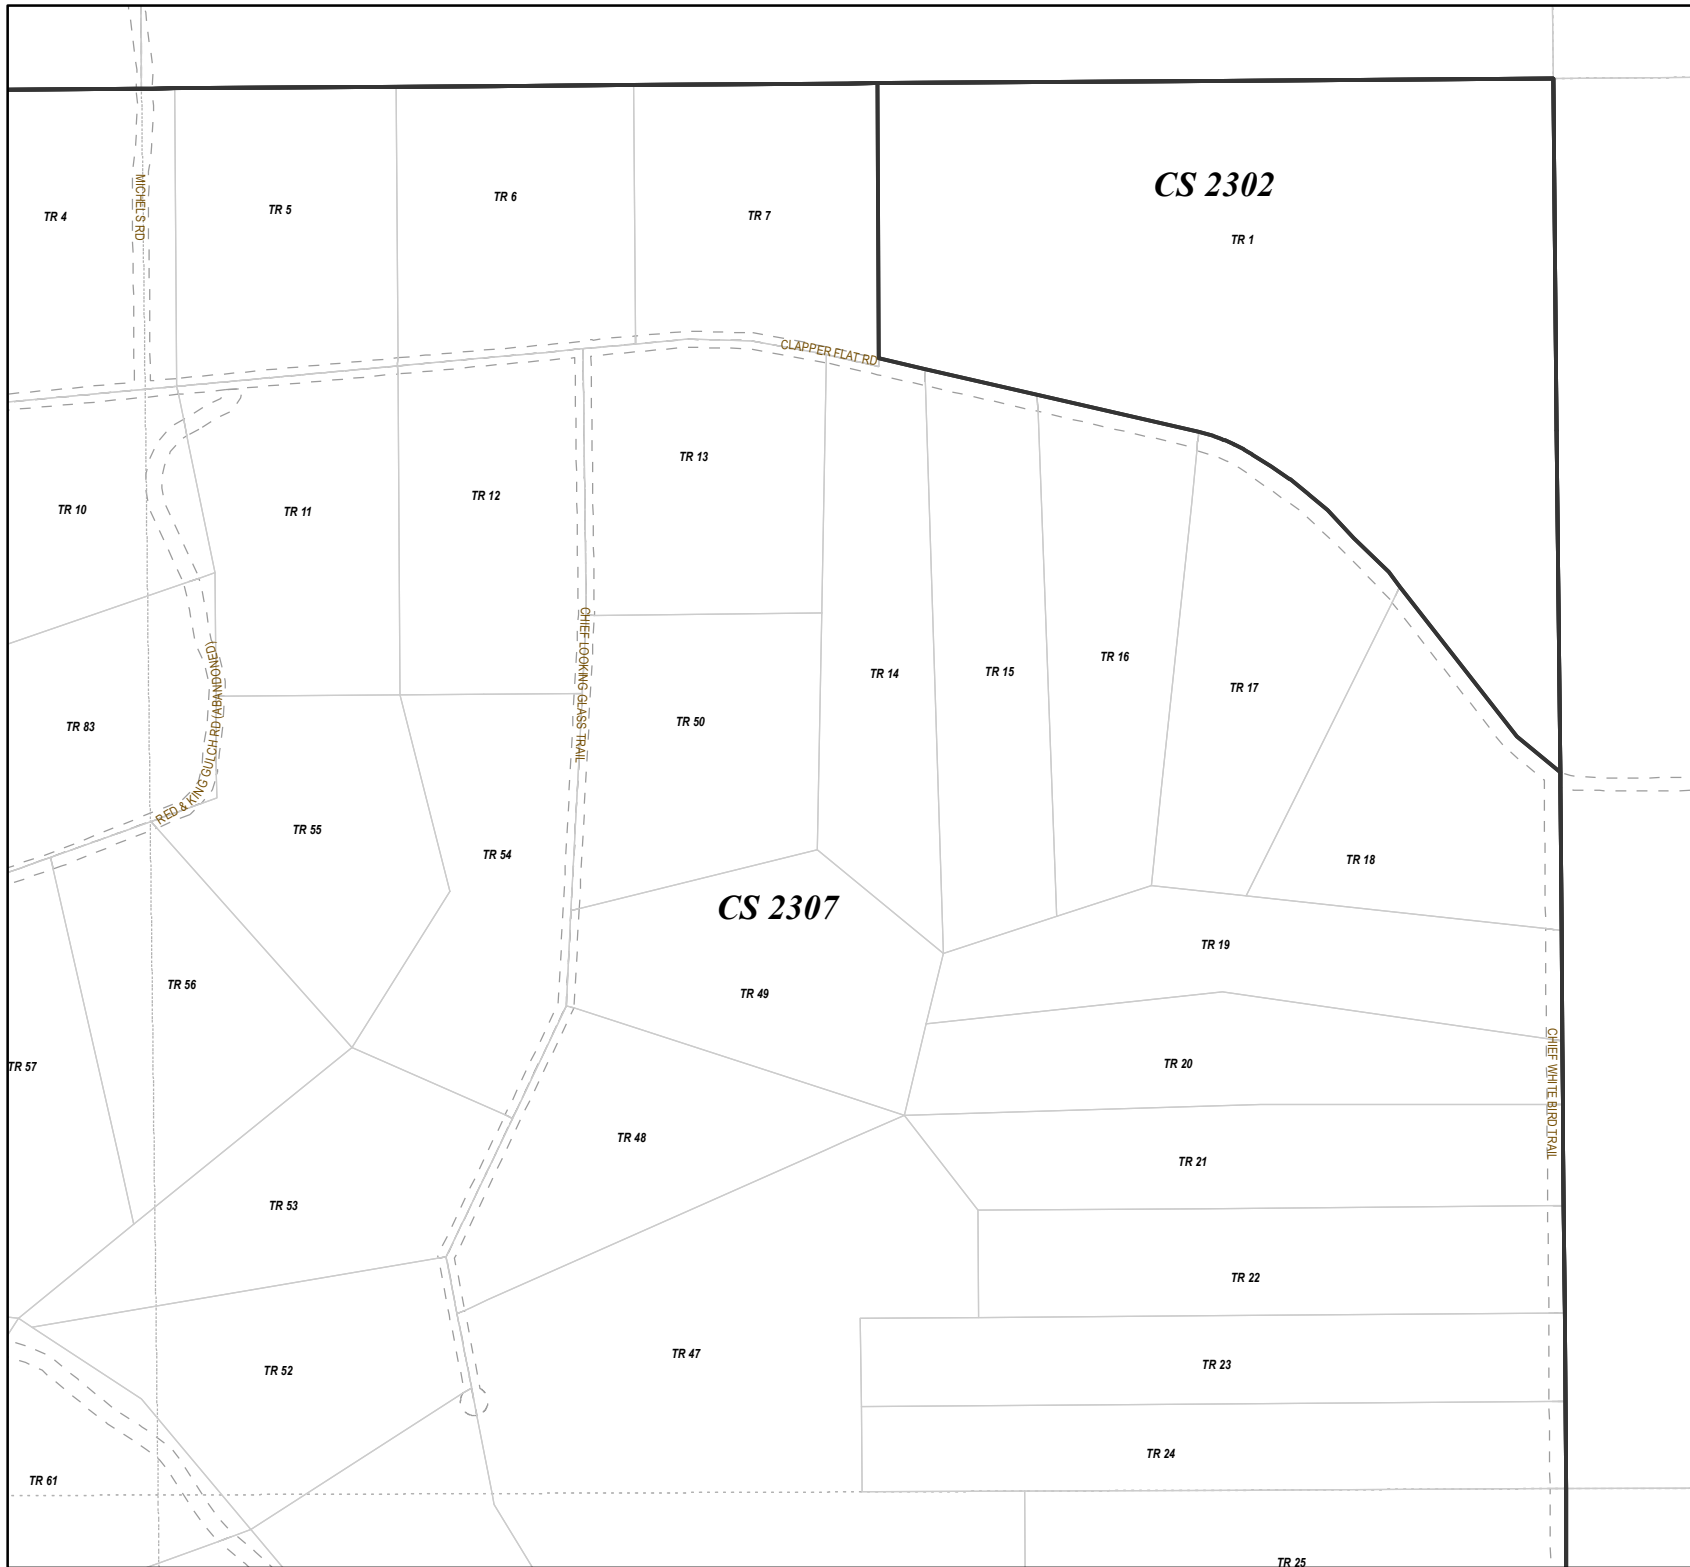 CS 2302
TR 1
TR 4
MICHELS RD
TR 5
TR 6
TR 7
CLAPPER FLAT RD
TR 10
TR 11
TR 12
TR 13
TR 14
TR 15
TR 16
TR 17
TR 18
CHIEF LOOKING GLASS TRAIL
RED & KING GULCH RD (ABANDONED)
TR 83
TR 50
TR 55
TR 54
CS 2307
TR 19
TR 49
TR 56
TR 57
TR 20
CHIEF WHITE BIRD TRAIL
TR 48
TR 21
TR 53
TR 22
TR 47
TR 23
TR 52
TR 24
TR 61
TR 25